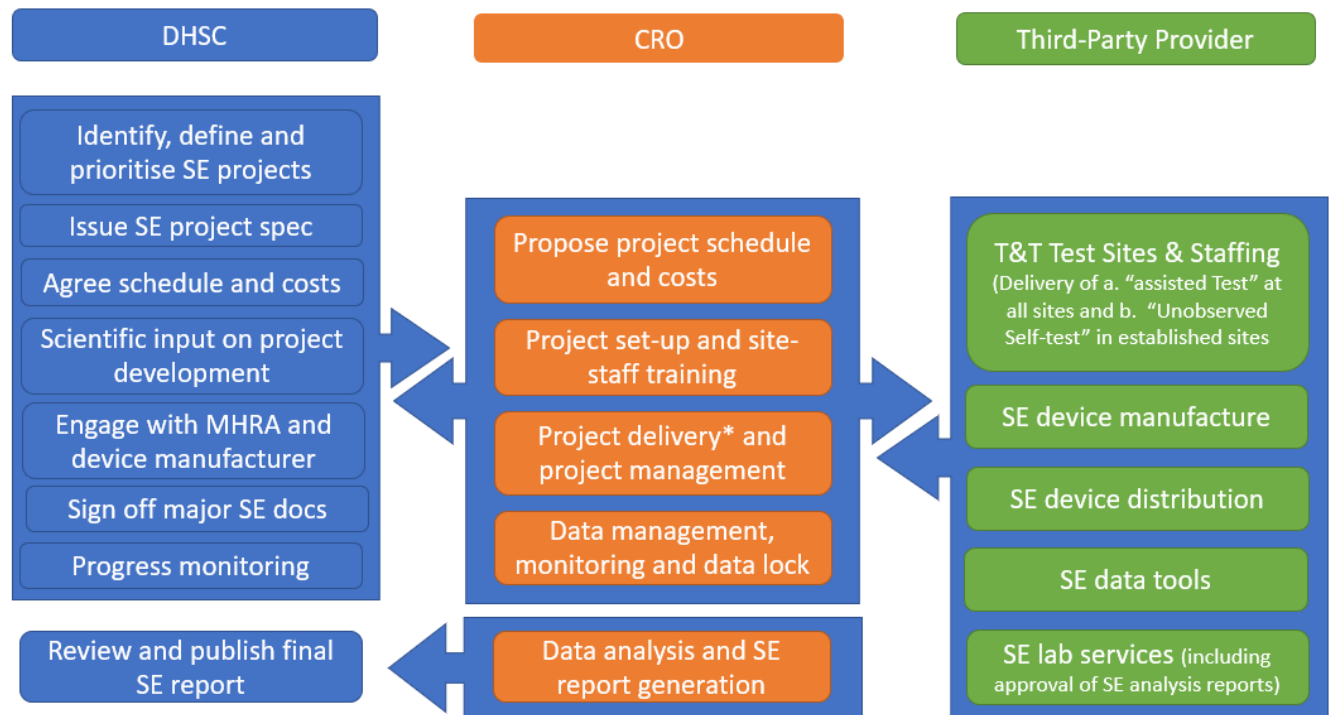 DHSC
CRO
Third-Party Provider
Identify, define and
prioritise SE projects
Issue SE project spec
Agree schedule and costs
Scientific input on project
development
Engage with MHRA and
device manufacturer
Sign off major SE docs
Progress monitoring
Review and publish final
SE report
Propose project schedule
and costs
Project set-up and site-
staff training
Project delivery* and
project management
Data management,
monitoring and data lock
Data analysis and SE
report generation
T&T Test Sites & Staffing
(Delivery of a. “assisted Test” at
all sites and b. “Unobserved
Self-test” in established sites
SE device manufacture
SE device distribution
SE data tools
SE lab services (including
approval of SE analysis reports)